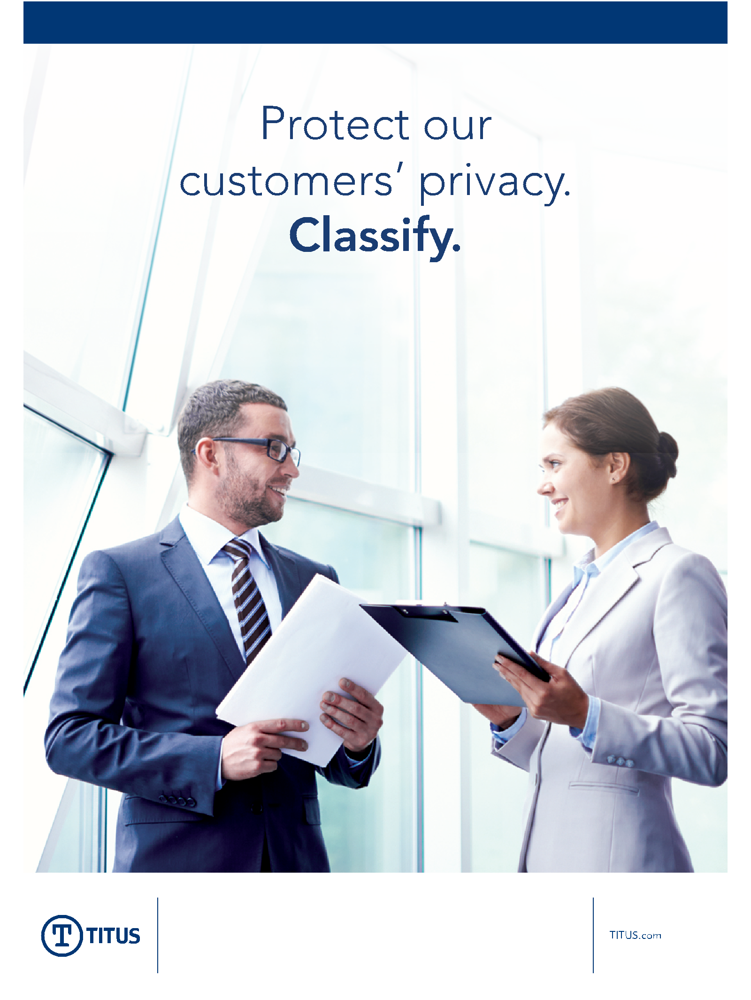 Protect our
customers’ privacy.
Classify.
T TITUS
TITUS.com